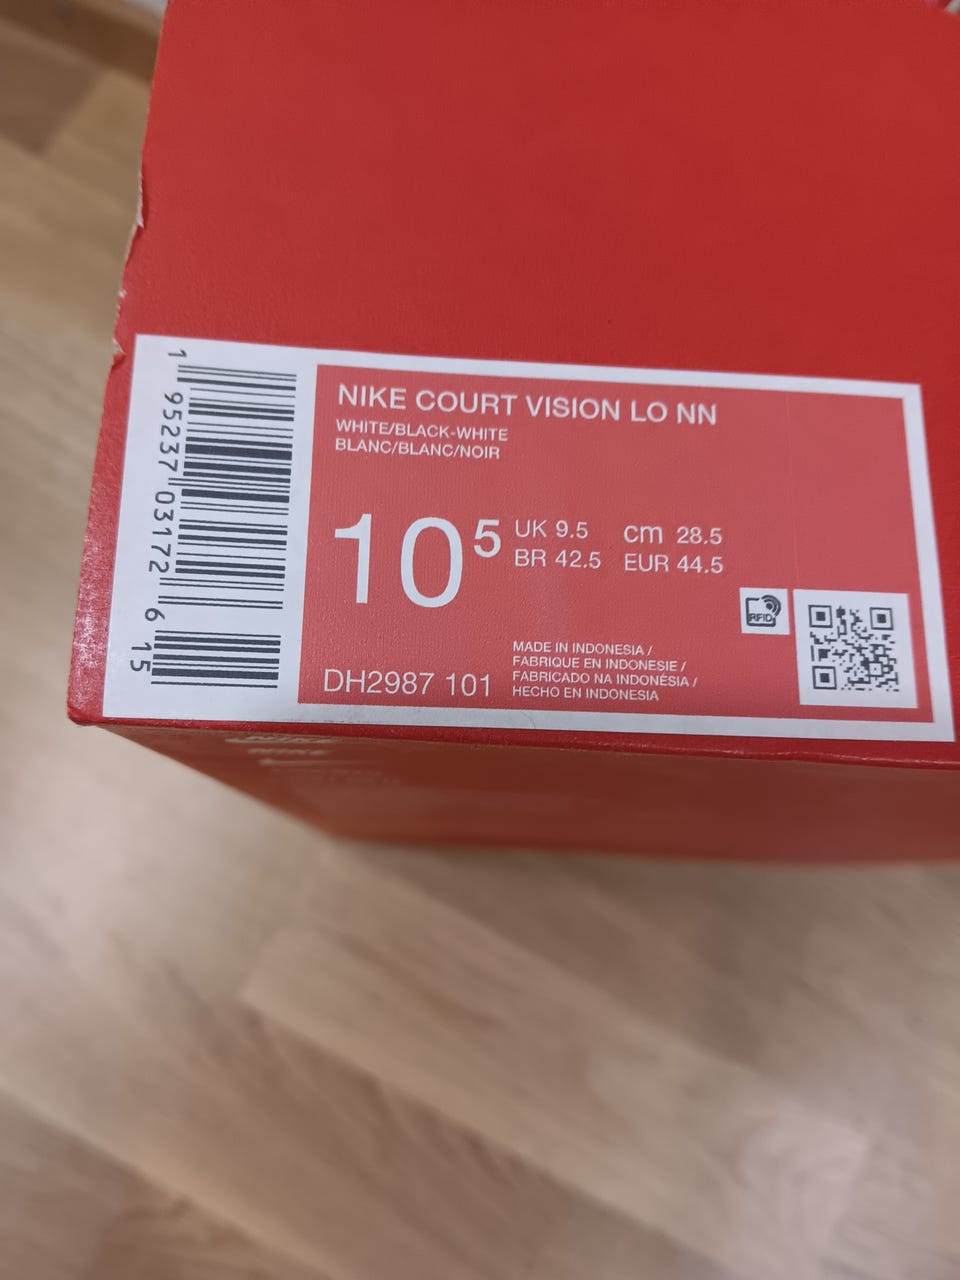 NIKE COURT VISION LO NN
WHITE/BLACK-WHITE
BLANC/BLANC/NOIR
10 5
UK 9.5 cm 28.5
BR 42.5 EUR 44.5
MADE IN INDONESIA /
FABRIQUE EN INDONESIE /
FABRICADO NA INDONÉSIA /
HECHO EN INDONESIA
DH2987 101
RFID
1 95237 03172 6 15
NIKE